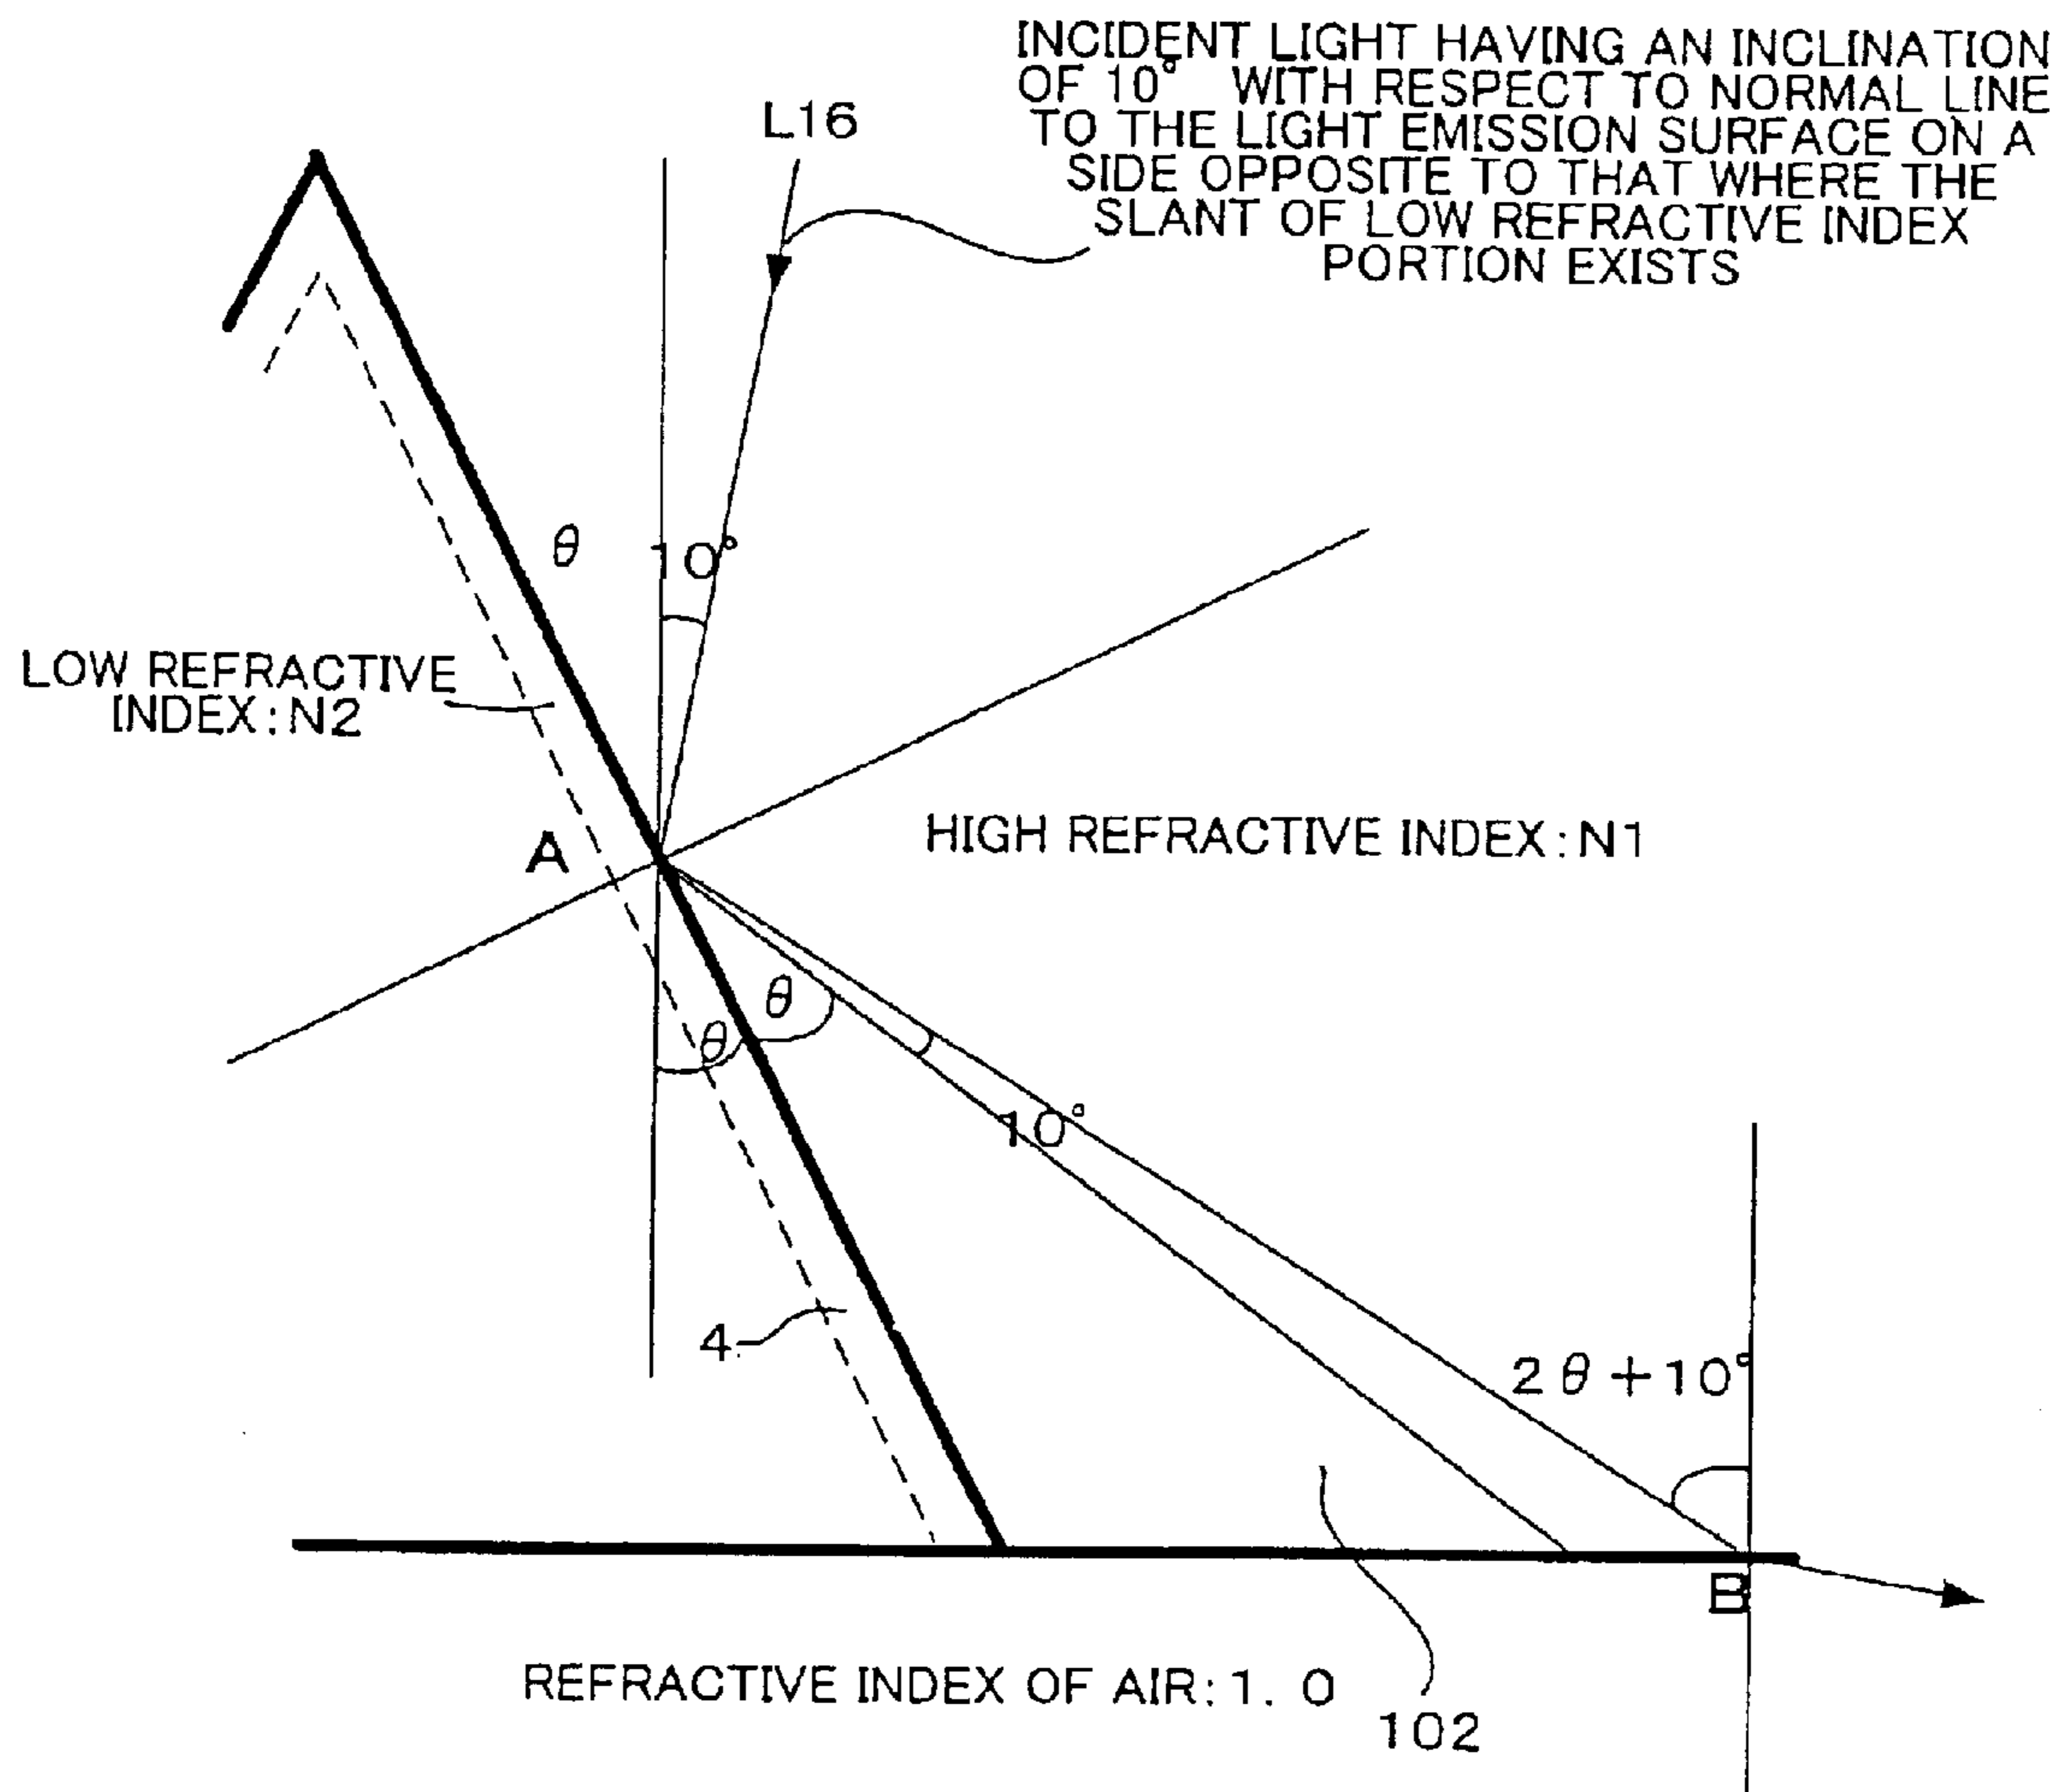 INCIDENT LIGHT HAVING AN INCLINATION
OF 10° WITH RESPECT TO NORMAL LINE
TO THE LIGHT EMISSION SURFACE ON A
SIDE OPPOSITE TO THAT WHERE THE
SLANT OF LOW REFRACTIVE INDEX
PORTION EXISTS
L16
θ
10°
LOW REFRACTIVE
INDEX:N2
HIGH REFRACTIVE INDEX:N1
A
θ
θ
10°
4
2θ+10°
B
REFRACTIVE INDEX OF AIR:1.0
102